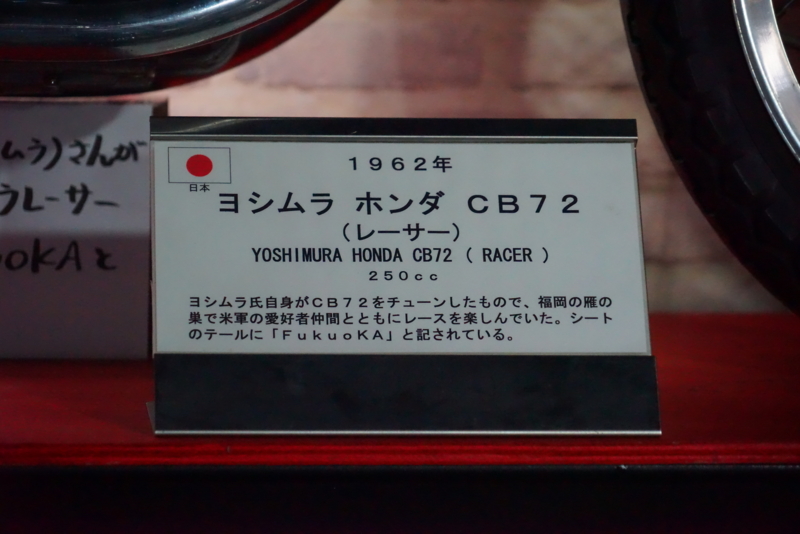 ムラ)さんが
うレーサー
oKAと
日本
1962年
ヨシムラ ホンダ CB72
(レーサー)
YOSHIMURA HONDA CB72 ( RACER )
250cc
ヨシムラ氏自身がCB72をチューンしたもので、福岡の雁の
巣で米軍の愛好者仲間とともにレースを楽しんでいた。シート
のテールに「FukuoKA」と記されている。